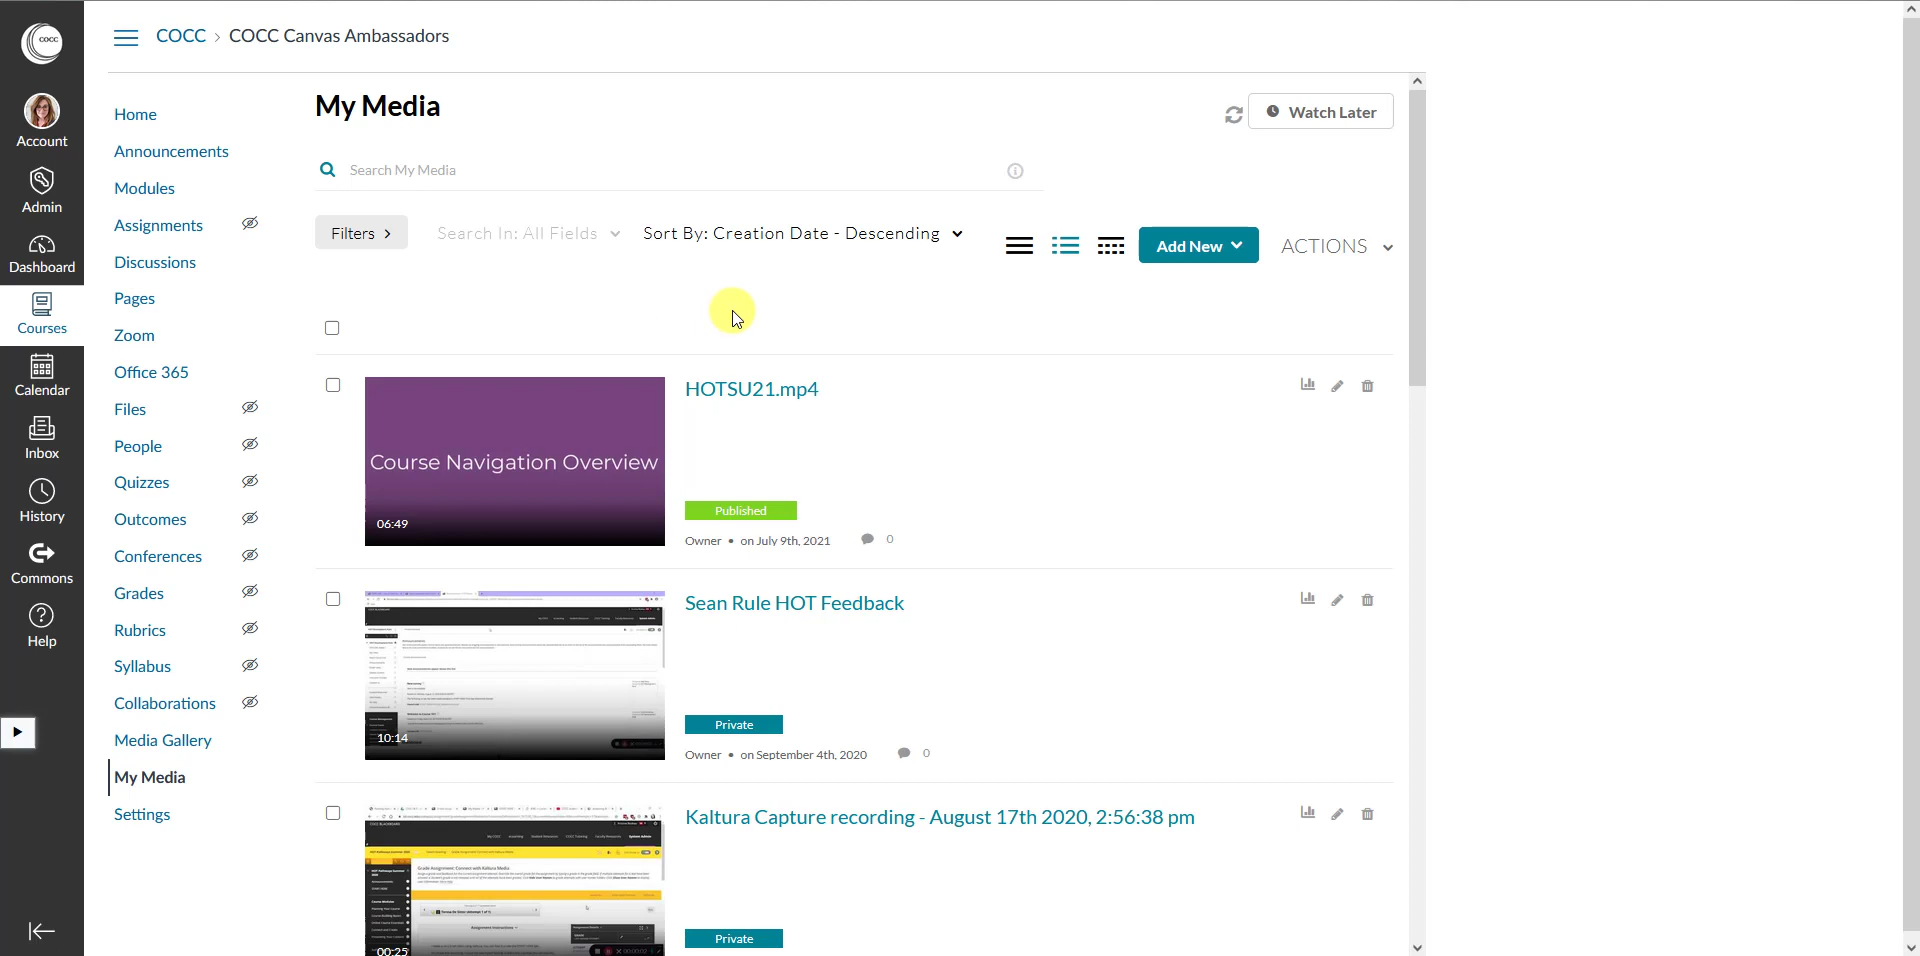 COCC
COCC > COCC Canvas Ambassadors
Account
Admin
Dashboard
Courses
Calendar
Inbox
History
Commons
Help
Home
Announcements
Modules
Assignments
Discussions
Pages
Zoom
Office 365
Files
People
Quizzes
Outcomes
Conferences
Grades
Rubrics
Syllabus
Collaborations
Media Gallery
My Media
Settings
My Media
Watch Later
Search My Media
Filters >
Search In: All Fields
Sort By: Creation Date - Descending
Add New
ACTIONS
Course Navigation Overview
06:49
HOTSU21.mp4
Published
Owner • on July 9th, 2021 0
10:14
Sean Rule HOT Feedback
Private
Owner • on September 4th, 2020 0
00:25
Kaltura Capture recording - August 17th 2020, 2:56:38 pm
Private